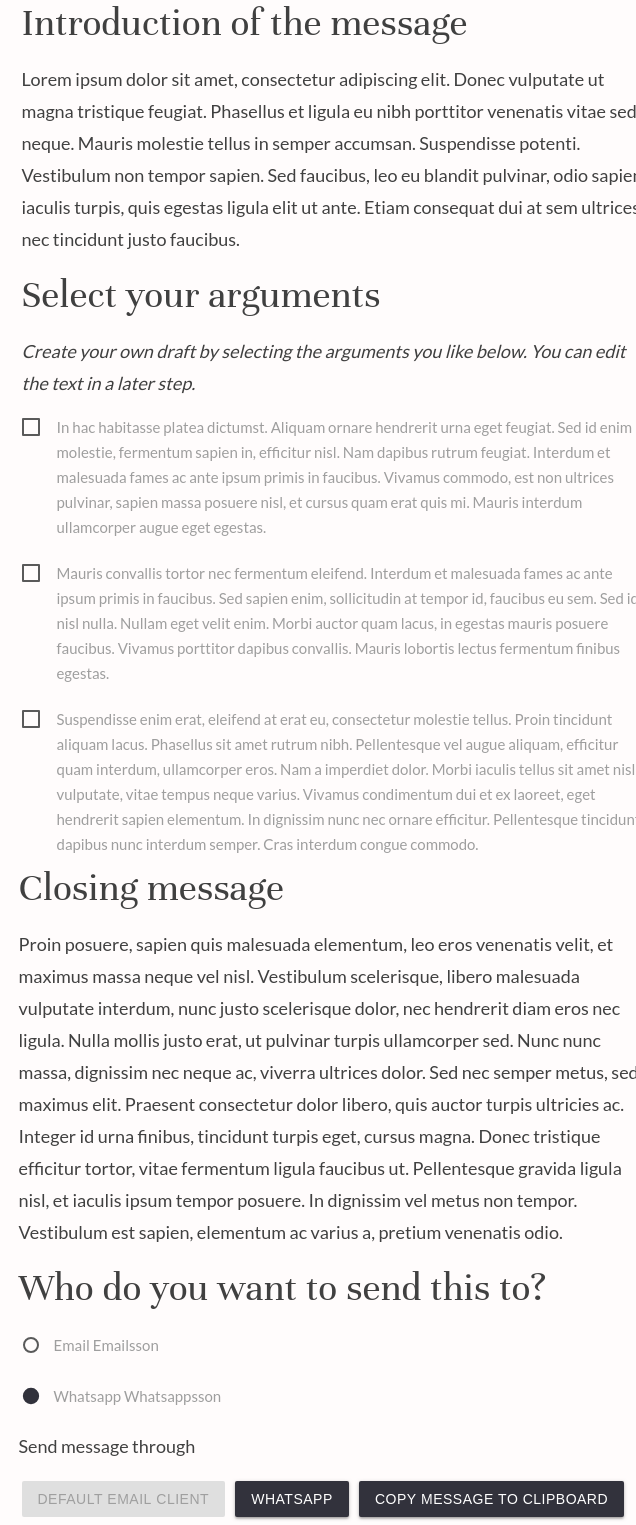 Introduction of the message
Lorem ipsum dolor sit amet, consectetur adipiscing elit. Donec vulputate ut
magna tristique feugiat. Phasellus et ligula eu nibh porttitor venenatis vitae sed
neque. Mauris molestie tellus in semper accumsan. Suspendisse potenti.
Vestibulum non tempor sapien. Sed faucibus, leo eu blandit pulvinar, odio sapien
iaculis turpis, quis egestas ligula elit ut ante. Etiam consequat dui at sem ultrices
nec tincidunt justo faucibus.
Select your arguments
Create your own draft by selecting the arguments you like below. You can edit
the text in a later step.
In hac habitasse platea dictumst. Aliquam ornare hendrerit urna eget feugiat. Sed id enim
molestie, fermentum sapien in, efficitur nisl. Nam dapibus rutrum feugiat. Interdum et
malesuada fames ac ante ipsum primis in faucibus. Vivamus commodo, est non ultrices
pulvinar, sapien massa posuere nisl, et cursus quam erat quis mi. Mauris interdum
ullamcorper augue eget egestas.
Mauris convallis tortor nec fermentum eleifend. Interdum et malesuada fames ac ante
ipsum primis in faucibus. Sed sapien enim, sollicitudin at tempor id, faucibus eu sem. Sed id
nisl nulla. Nullam eget velit enim. Morbi auctor quam lacus, in egestas mauris posuere
faucibus. Vivamus porttitor dapibus convallis. Mauris lobortis lectus fermentum finibus
egestas.
Suspendisse enim erat, eleifend at erat eu, consectetur molestie tellus. Proin tincidunt
aliquam lacus. Phasellus sit amet rutrum nibh. Pellentesque vel augue aliquam, efficitur
quam interdum, ullamcorper eros. Nam a imperdiet dolor. Morbi iaculis tellus sit amet nisl
vulputate, vitae tempus neque varius. Vivamus condimentum dui et ex laoreet, eget
hendrerit sapien elementum. In dignissim nunc nec ornare efficitur. Pellentesque tincidunt
dapibus nunc interdum semper. Cras interdum congue commodo.
Closing message
Proin posuere, sapien quis malesuada elementum, leo eros venenatis velit, et
maximus massa neque vel nisl. Vestibulum scelerisque, libero malesuada
vulputate interdum, nunc justo scelerisque dolor, nec hendrerit diam eros nec
ligula. Nulla mollis justo erat, ut pulvinar turpis ullamcorper sed. Nunc nunc
massa, dignissim nec neque ac, viverra ultrices dolor. Sed nec semper metus, sed
maximus elit. Praesent consectetur dolor libero, quis auctor turpis ultricies ac.
Integer id urna finibus, tincidunt turpis eget, cursus magna. Donec tristique
efficitur tortor, vitae fermentum ligula faucibus ut. Pellentesque gravida ligula
nisl, et iaculis ipsum tempor posuere. In dignissim vel metus non tempor.
Vestibulum est sapien, elementum ac varius a, pretium venenatis odio.
Who do you want to send this to?
Email Emailsson
Whatsapp Whatsappsson
Send message through
DEFAULT EMAIL CLIENT WHATSAPP COPY MESSAGE TO CLIPBOARD